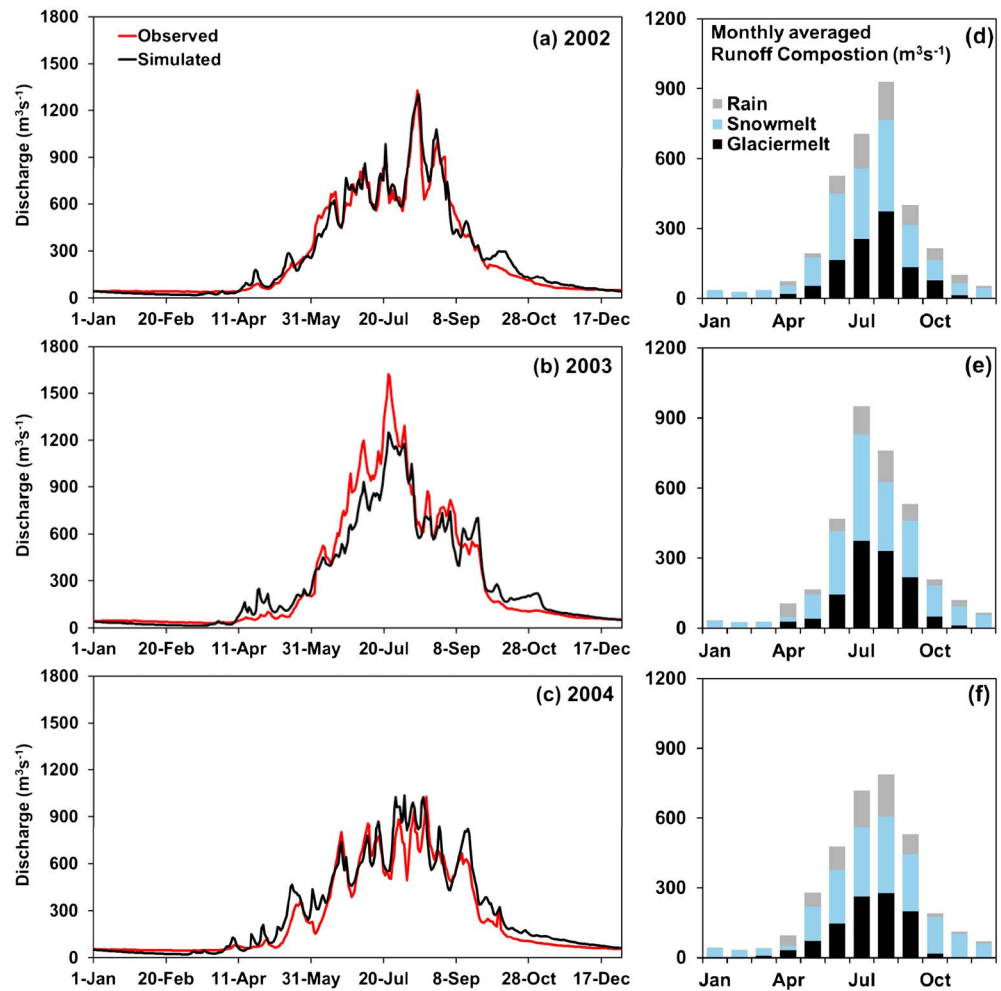 1800
1500
1200
900
600
300
0
Discharge (m³s⁻¹)
Observed
Simulated
(a) 2002
1-Jan 20-Feb 11-Apr 31-May 20-Jul 8-Sep 28-Oct 17-Dec
1200
900
600
300
0
Monthly averaged
Runoff Compostion (m³s⁻¹)
(d)
Rain
Snowmelt
Glaciermelt
Jan Apr Jul Oct
1800
1500
1200
900
600
300
0
Discharge (m³s⁻¹)
(b) 2003
1-Jan 20-Feb 11-Apr 31-May 20-Jul 8-Sep 28-Oct 17-Dec
1200
900
600
300
0
(e)
Jan Apr Jul Oct
1800
1500
1200
900
600
300
0
Discharge (m³s⁻¹)
(c) 2004
1-Jan 20-Feb 11-Apr 31-May 20-Jul 8-Sep 28-Oct 17-Dec
1200
900
600
300
0
(f)
Jan Apr Jul Oct